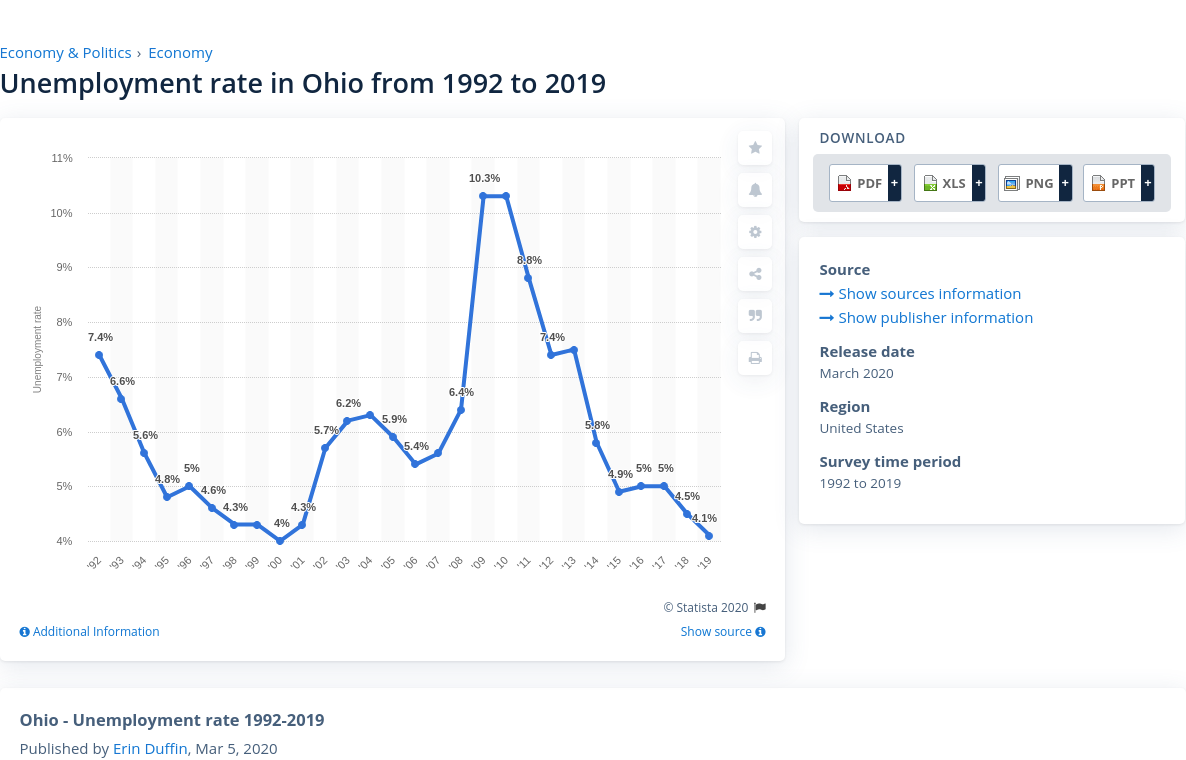 Economy & Politics › Economy
Unemployment rate in Ohio from 1992 to 2019
11%
10%
9%
8%
7%
6%
5%
4%
Unemployment rate
7.4%
6.6%
5.6%
4.8%
5%
4.6%
4.3%
4%
4.3%
5.7%
6.2%
5.9%
5.4%
6.4%
10.3%
8.8%
7.4%
5.8%
4.9%
5%
5%
4.5%
4.1%
'92 '93 '94 '95 '96 '97 '98 '99 '00 '01 '02 '03 '04 '05 '06 '07 '08 '09 '10 '11 '12 '13 '14 '15 '16 '17 '18 '19
© Statista 2020
Additional Information
Show source
DOWNLOAD
PDF + XLS + PNG + PPT +
Source
Show sources information
Show publisher information
Release date
March 2020
Region
United States
Survey time period
1992 to 2019
Ohio - Unemployment rate 1992-2019
Published by Erin Duffin, Mar 5, 2020